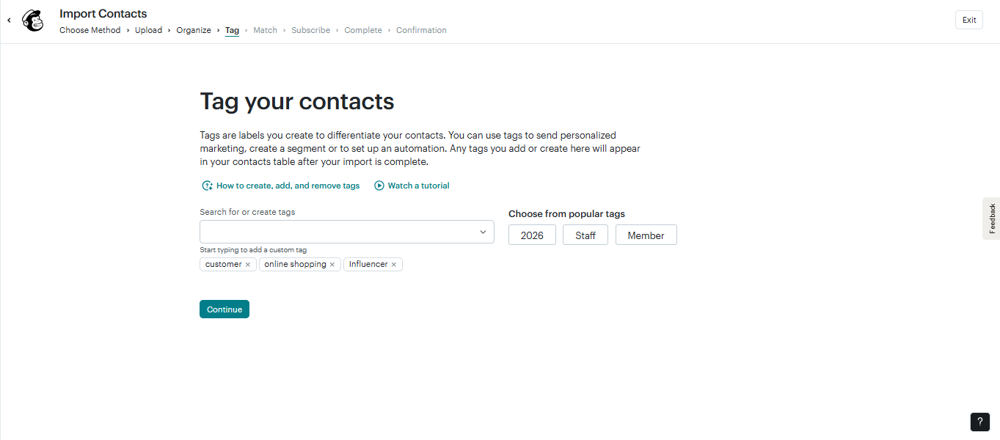 Import Contacts
Choose Method › Upload › Organize › Tag › Match › Subscribe › Complete › Confirmation
Exit
Tag your contacts
Tags are labels you create to differentiate your contacts. You can use tags to send personalized
marketing, create a segment or to set up an automation. Any tags you add or create here will appear
in your contacts table after your import is complete.
How to create, add, and remove tags
Watch a tutorial
Search for or create tags
Start typing to add a custom tag
customer ×
online shopping ×
Influencer ×
Choose from popular tags
2026
Staff
Member
Continue
Feedback
?